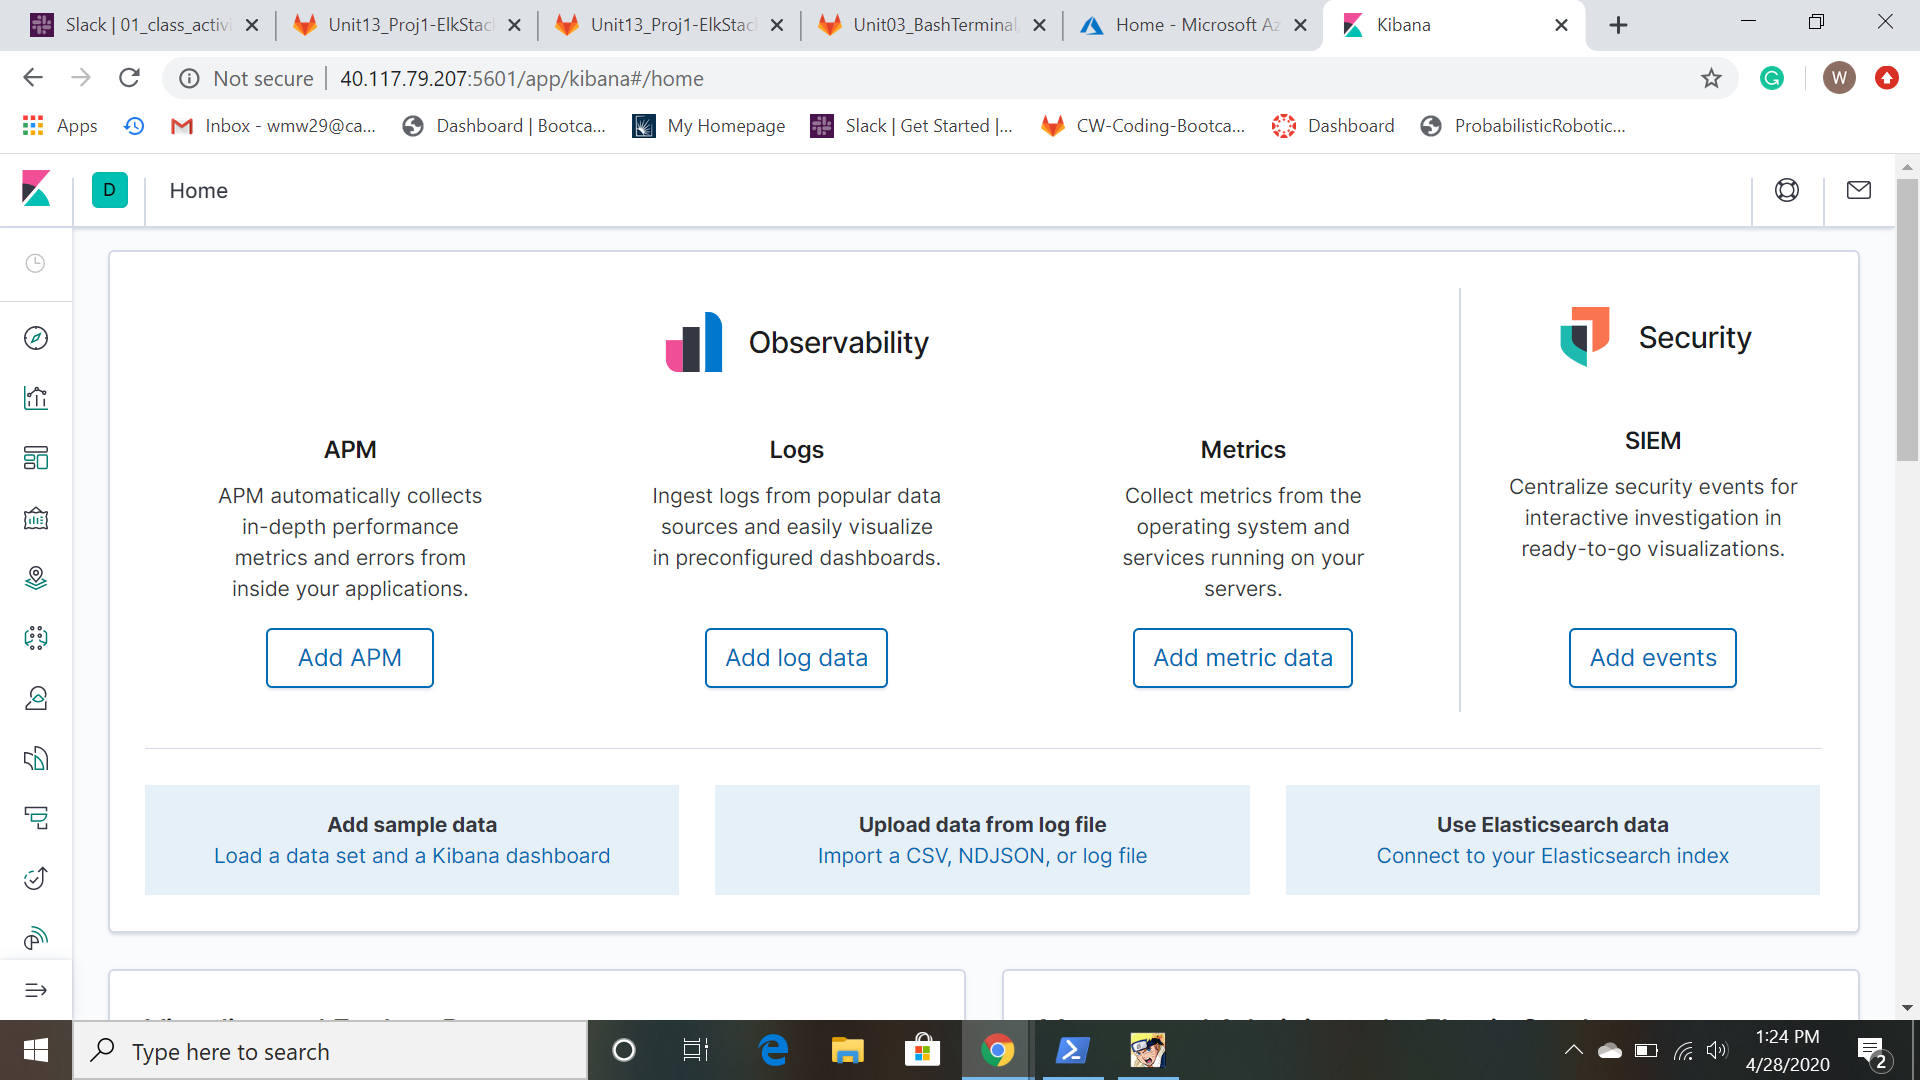 Slack | 01_class_activi
Unit13_Proj1-ElkStac
Unit13_Proj1-ElkStac
Unit03_BashTerminal
Home - Microsoft Az
Kibana
Not secure
40.117.79.207:5601/app/kibana#/home
W
Apps
Inbox - wmw29@ca...
Dashboard | Bootca...
My Homepage
Slack | Get Started |...
CW-Coding-Bootca...
Dashboard
ProbabilisticRobotic...
D
Home
Observability
Security
APM
APM automatically collects
in-depth performance
metrics and errors from
inside your applications.
Add APM
Logs
Ingest logs from popular data
sources and easily visualize
in preconfigured dashboards.
Add log data
Metrics
Collect metrics from the
operating system and
services running on your
servers.
Add metric data
SIEM
Centralize security events for
interactive investigation in
ready-to-go visualizations.
Add events
Add sample data
Load a data set and a Kibana dashboard
Upload data from log file
Import a CSV, NDJSON, or log file
Use Elasticsearch data
Connect to your Elasticsearch index
Type here to search
1:24 PM
4/28/2020
2